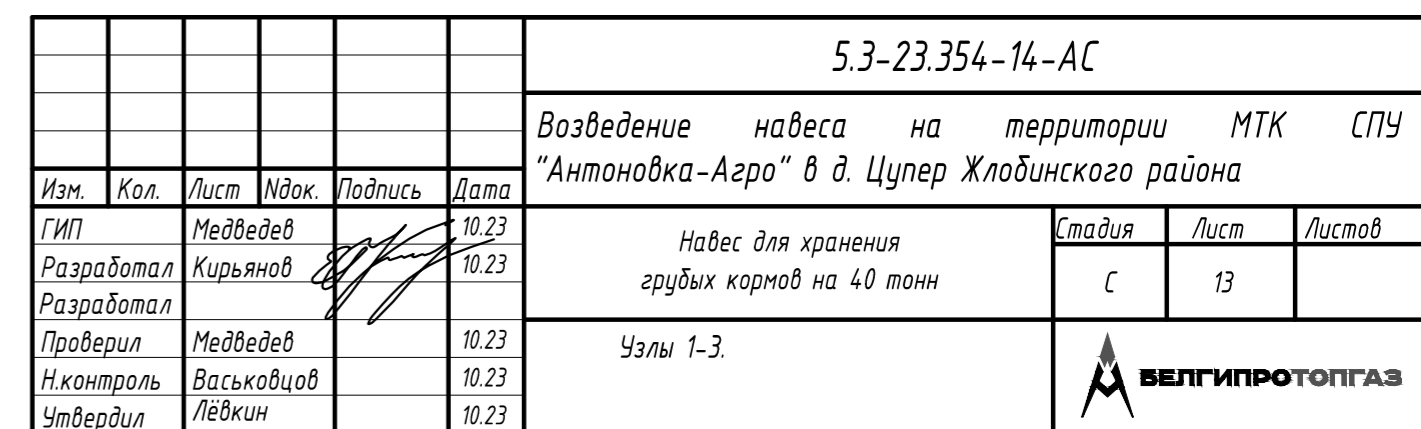 5.3-23.354-14-АС
Возведение навеса на территории МТК СПУ
"Антоновка-Агро" в д. Цупер Жлобинского района
Изм. Кол. Лист Nдок. Подпись Дата
ГИП Медведев 10.23
Разработал Кирьянов 10.23
Разработал
Проверил Медведев 10.23
Н.контроль Васьковцов 10.23
Утвердил Лёвкин 10.23
Навес для хранения
грубых кормов на 40 тонн
Стадия Лист Листов
С 13
Узлы 1-3.
БЕЛГИПРОТОПГАЗ